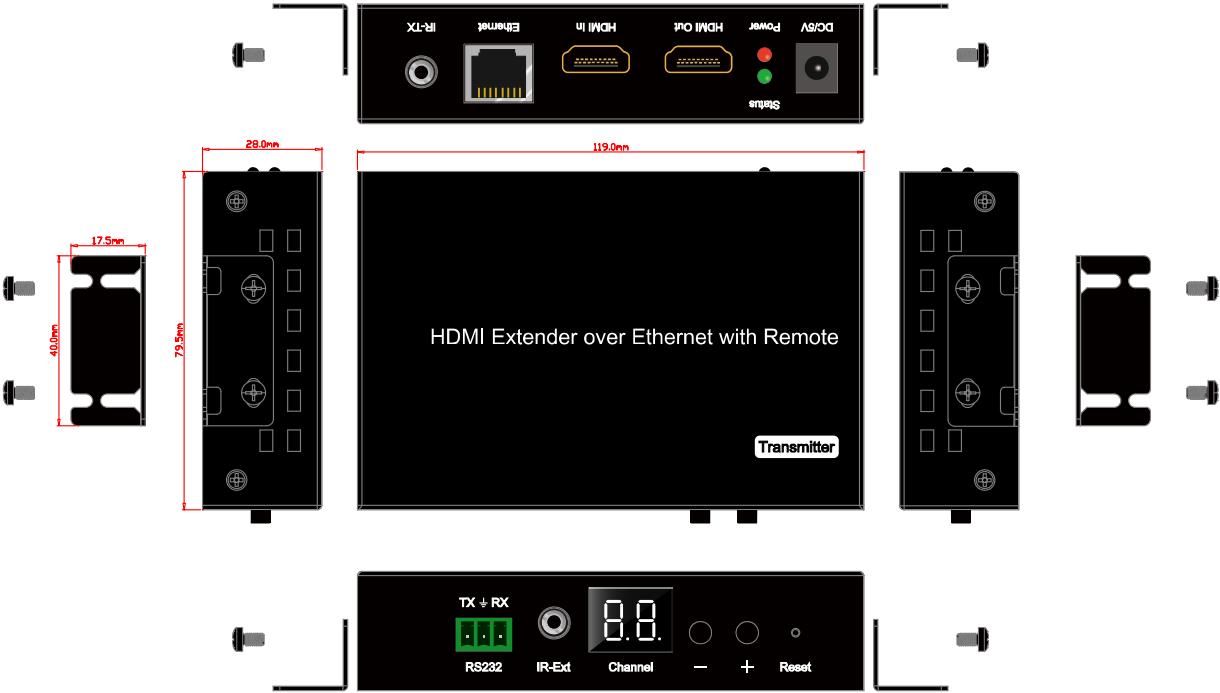 IR-TX Ethernet HDMI In HDMI Out Power DC/5V
Status
28.0mm
119.0mm
17.5mm
40.0mm
79.5mm
HDMI Extender over Ethernet with Remote
Transmitter
TX RX
8.8.
RS232 IR-Ext Channel − + Reset